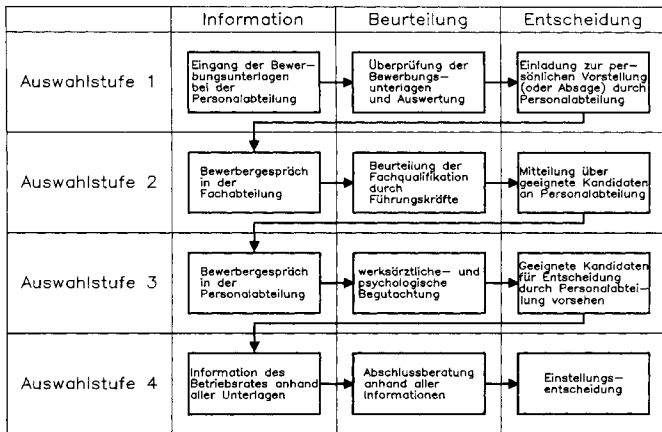 Information
Beurteilung
Entscheidung
Auswahlstufe 1
Eingang der Bewer-
bungsunterlagen
bei der
Personalabteilung
Überprüfung der
Bewerbungs-
unterlagen
und Auswertung
Einladung zur per-
sönlichen Vorstellung
(oder Absage) durch
Personalabteilung
Auswahlstufe 2
Bewerbergespräch
in der
Fachabteilung
Beurteilung der
Fachqualifikation
durch
Führungskräfte
Mitteilung über
geeignete Kandidaten
an Personalabteilung
Auswahlstufe 3
Bewerbergespräch
in der
Personalabteilung
werksärztliche- und
psychologische
Begutachtung
Geeignete Kandidaten
für Entscheidung
durch Personalabtei-
lung vorsehen
Auswahlstufe 4
Information des
Betriebsrates anhand
aller Unterlagen
Abschlussberatung
anhand aller
Informationen
Einstellungs-
entscheidung